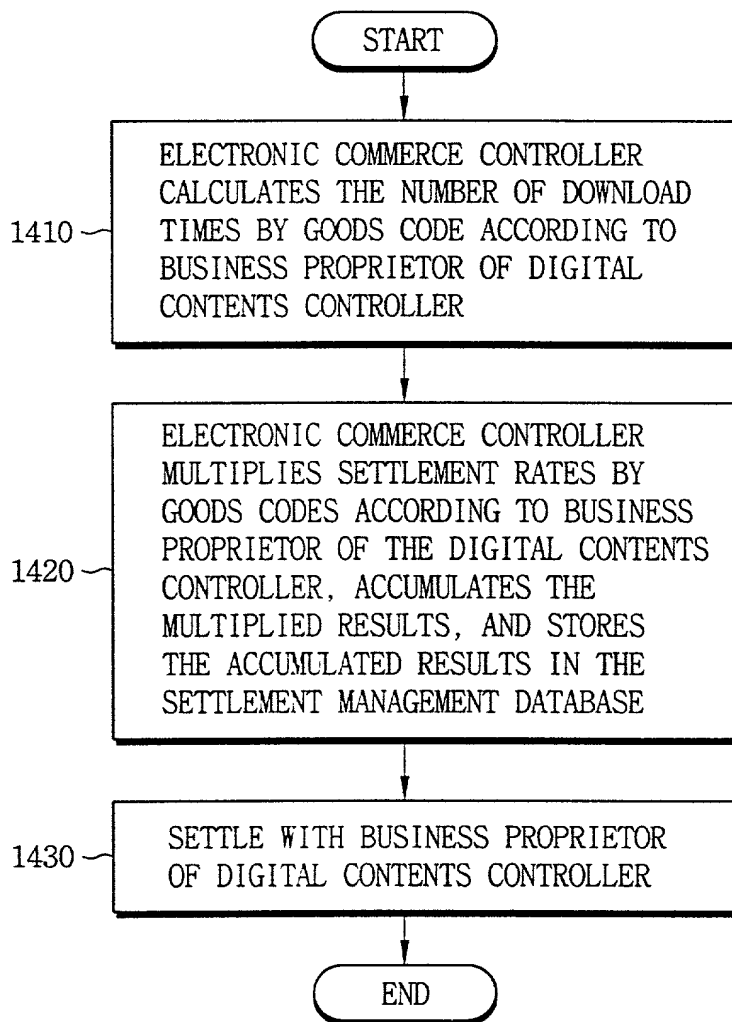 START
ELECTRONIC COMMERCE CONTROLLER
CALCULATES THE NUMBER OF DOWNLOAD
TIMES BY GOODS CODE ACCORDING TO
BUSINESS PROPRIETOR OF DIGITAL
CONTENTS CONTROLLER
1410
ELECTRONIC COMMERCE CONTROLLER
MULTIPLIES SETTLEMENT RATES BY
GOODS CODES ACCORDING TO BUSINESS
PROPRIETOR OF THE DIGITAL CONTENTS
CONTROLLER, ACCUMULATES THE
MULTIPLIED RESULTS, AND STORES
THE ACCUMULATED RESULTS IN THE
SETTLEMENT MANAGEMENT DATABASE
1420
SETTLE WITH BUSINESS PROPRIETOR
OF DIGITAL CONTENTS CONTROLLER
1430
END